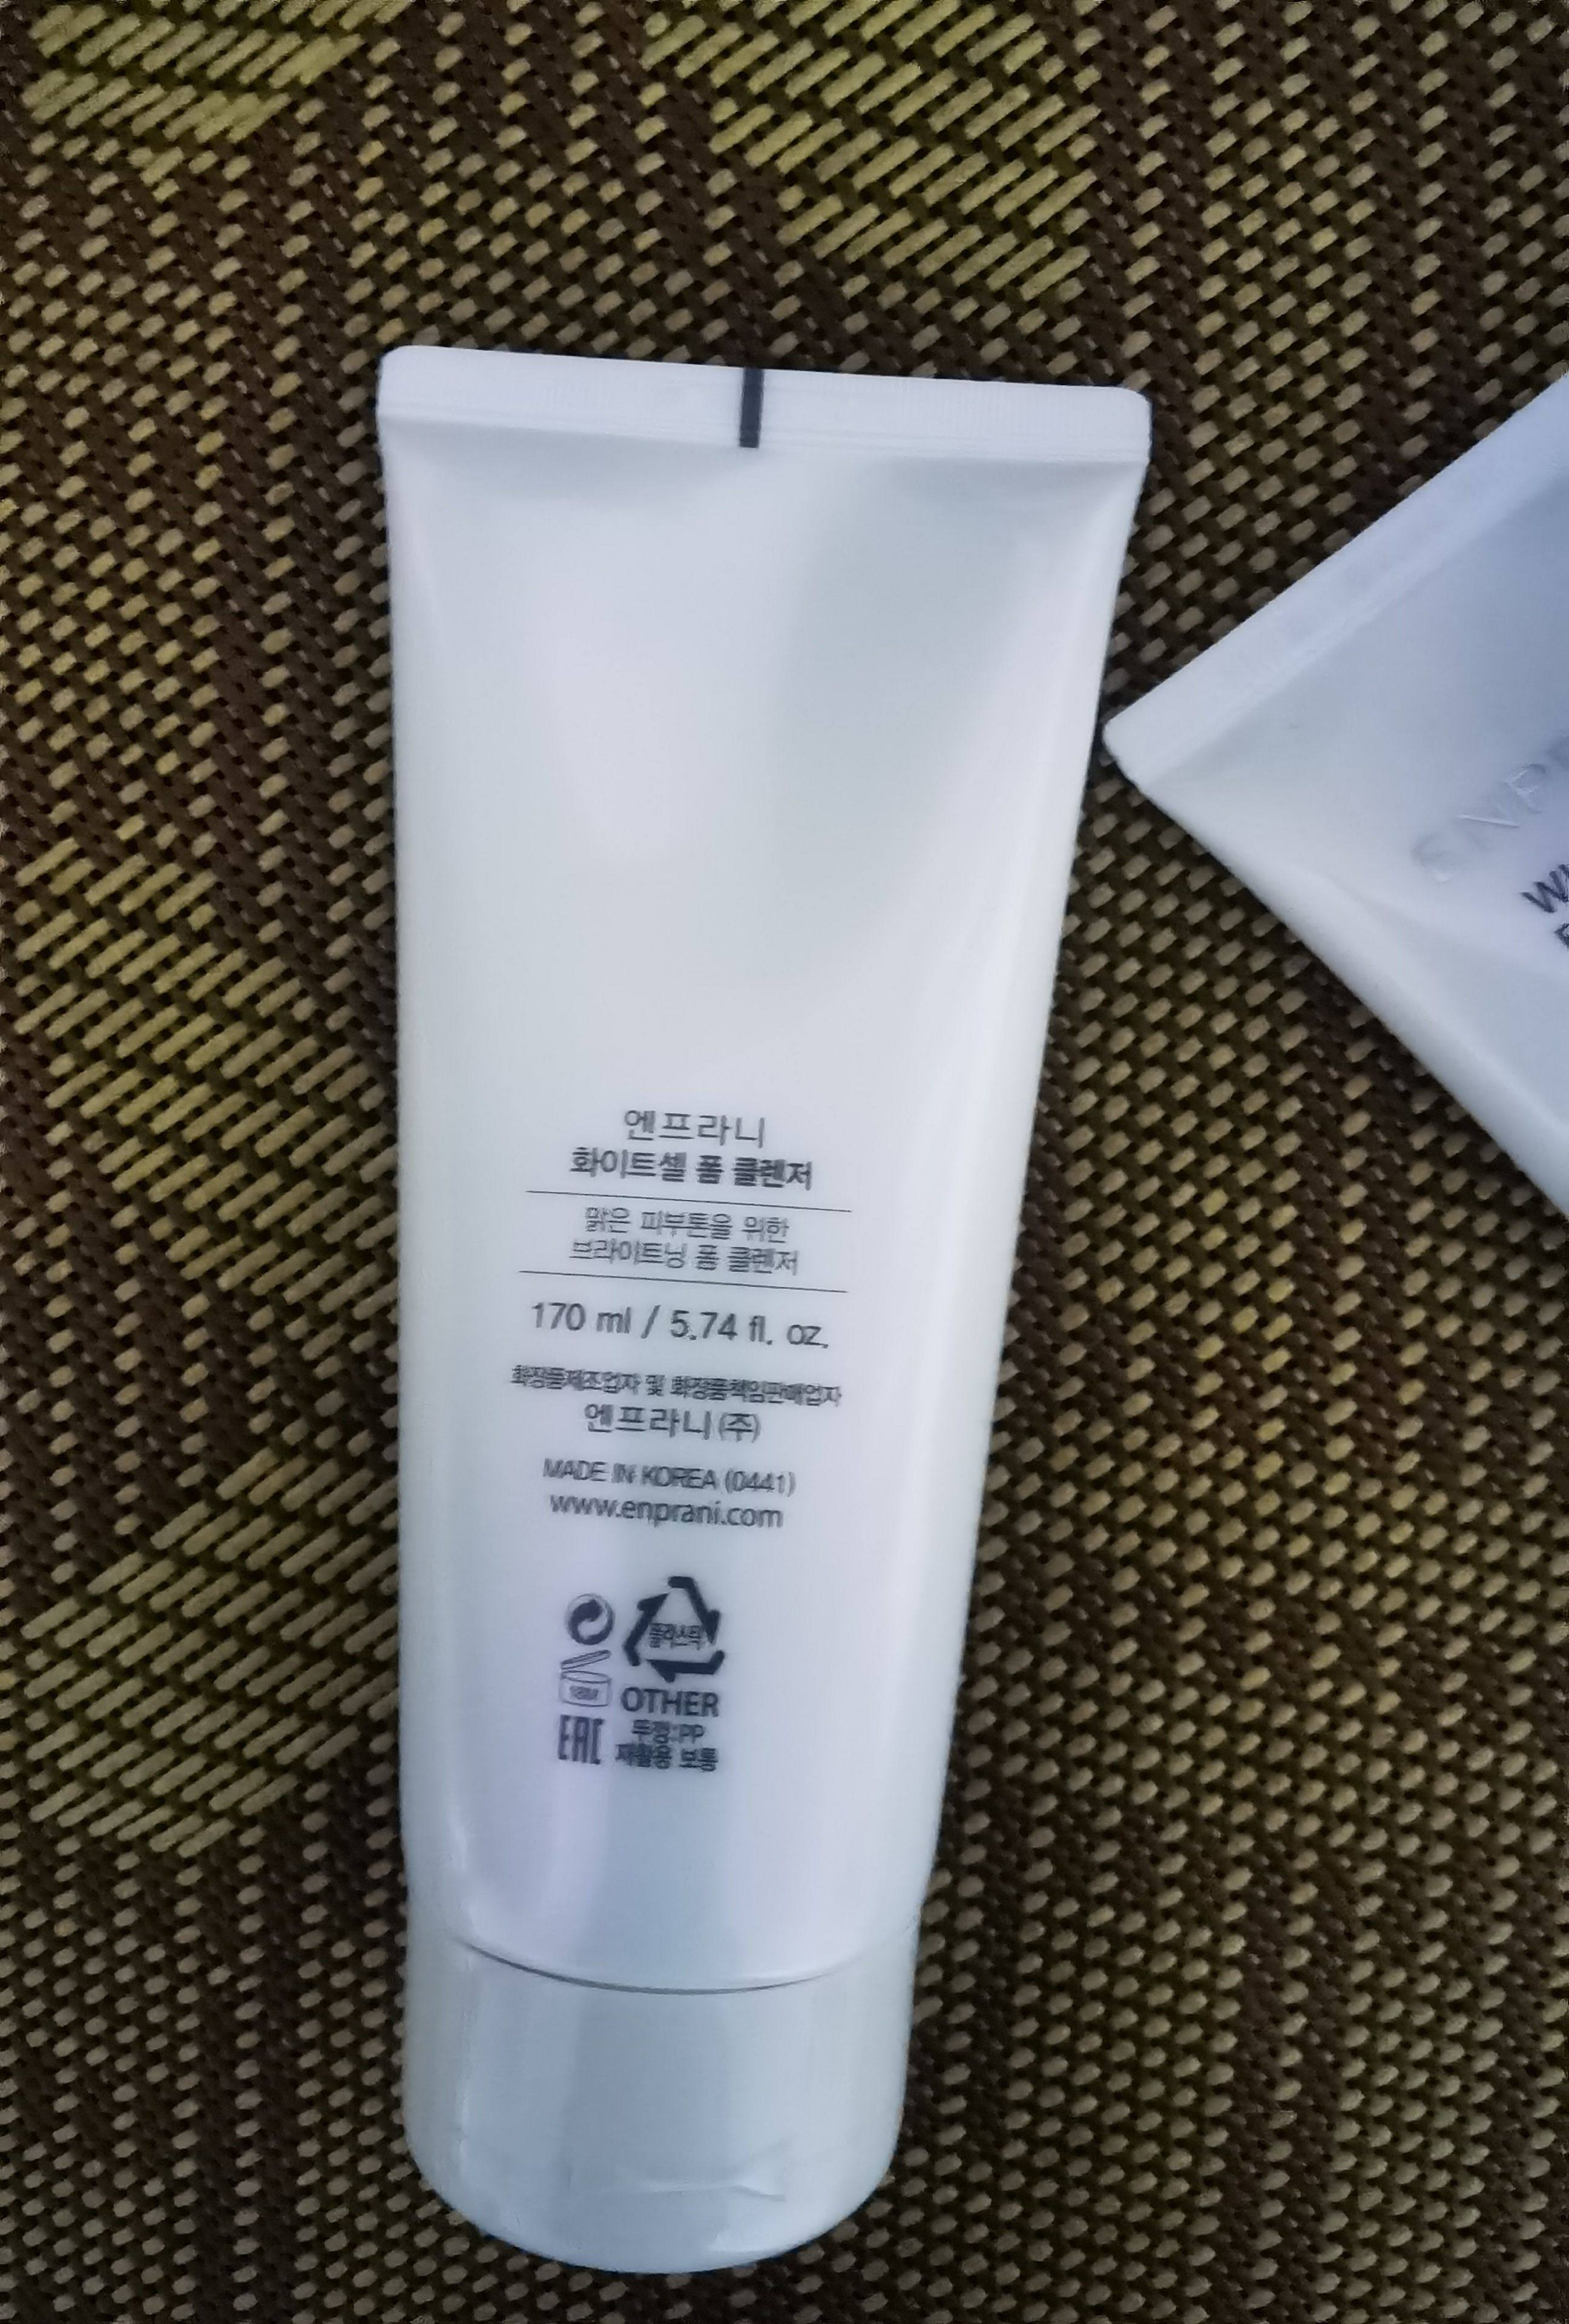 엔프라니
화이트셀 폼 클렌저
맑은 피부톤을 위한
브라이트닝 폼 클렌저
170 ml / 5.74 fl. oz.
화장품제조업자 및 화장품책임판매업자
엔프라니(주)
MADE IN KOREA (0441)
www.enprani.com
플라스틱
18M
OTHER
EAC
뚜껑:PP
재활용 보통
ENP